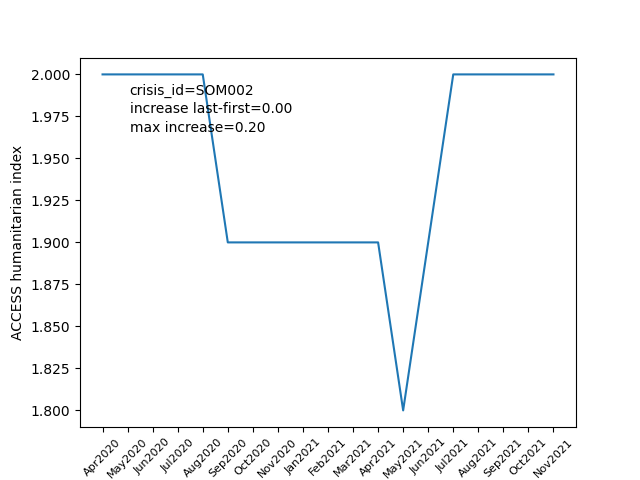 2.000
1.975
1.950
1.925
1.900
1.875
1.850
1.825
1.800
ACCESS humanitarian index
crisis_id=SOM002
increase last-first=0.00
max increase=0.20
Apr2020
May2020
Jun2020
Jul2020
Aug2020
Sep2020
Oct2020
Nov2020
Jan2021
Feb2021
Mar2021
Apr2021
May2021
Jun2021
Jul2021
Aug2021
Sep2021
Oct2021
Nov2021